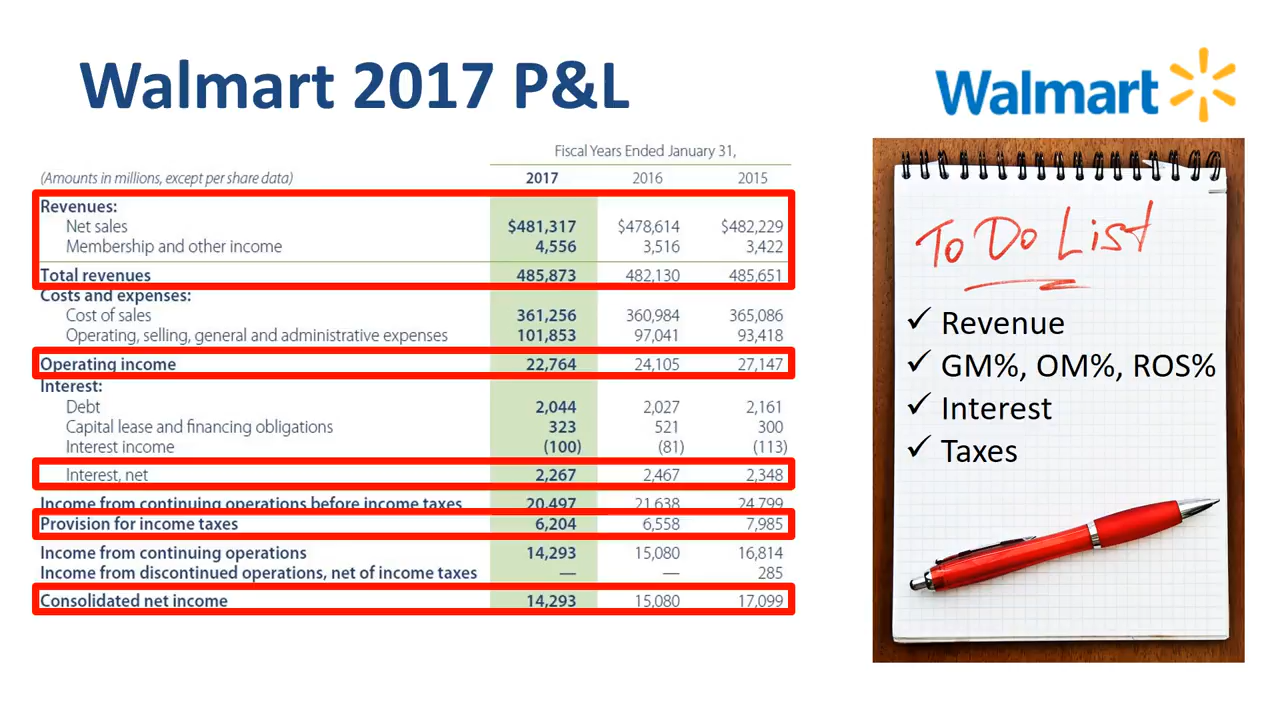 Walmart 2017 P&L
Walmart
Fiscal Years Ended January 31,
(Amounts in millions, except per share data) 2017 2016 2015
Revenues:
Net sales $481,317 $478,614 $482,229
Membership and other income 4,556 3,516 3,422
Total revenues 485,873 482,130 485,651
Costs and expenses:
Cost of sales 361,256 360,984 365,086
Operating, selling, general and administrative expenses 101,853 97,041 93,418
Operating income 22,764 24,105 27,147
Interest:
Debt 2,044 2,027 2,161
Capital lease and financing obligations 323 521 300
Interest income (100) (81) (113)
Interest, net 2,267 2,467 2,348
Income from continuing operations before income taxes 20,497 21,638 24,799
Provision for income taxes 6,204 6,558 7,985
Income from continuing operations 14,293 15,080 16,814
Income from discontinued operations, net of income taxes — — 285
Consolidated net income 14,293 15,080 17,099
To Do List
✓ Revenue
✓ GM%, OM%, ROS%
✓ Interest
✓ Taxes